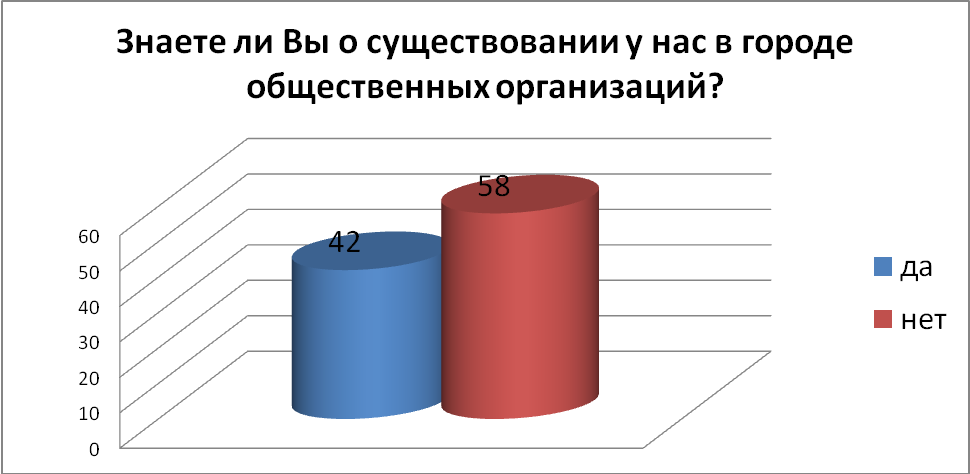 Знаете ли Вы о существовании у нас в городе
общественных организаций?
58
42
60
50
40
30
20
10
0
да
нет